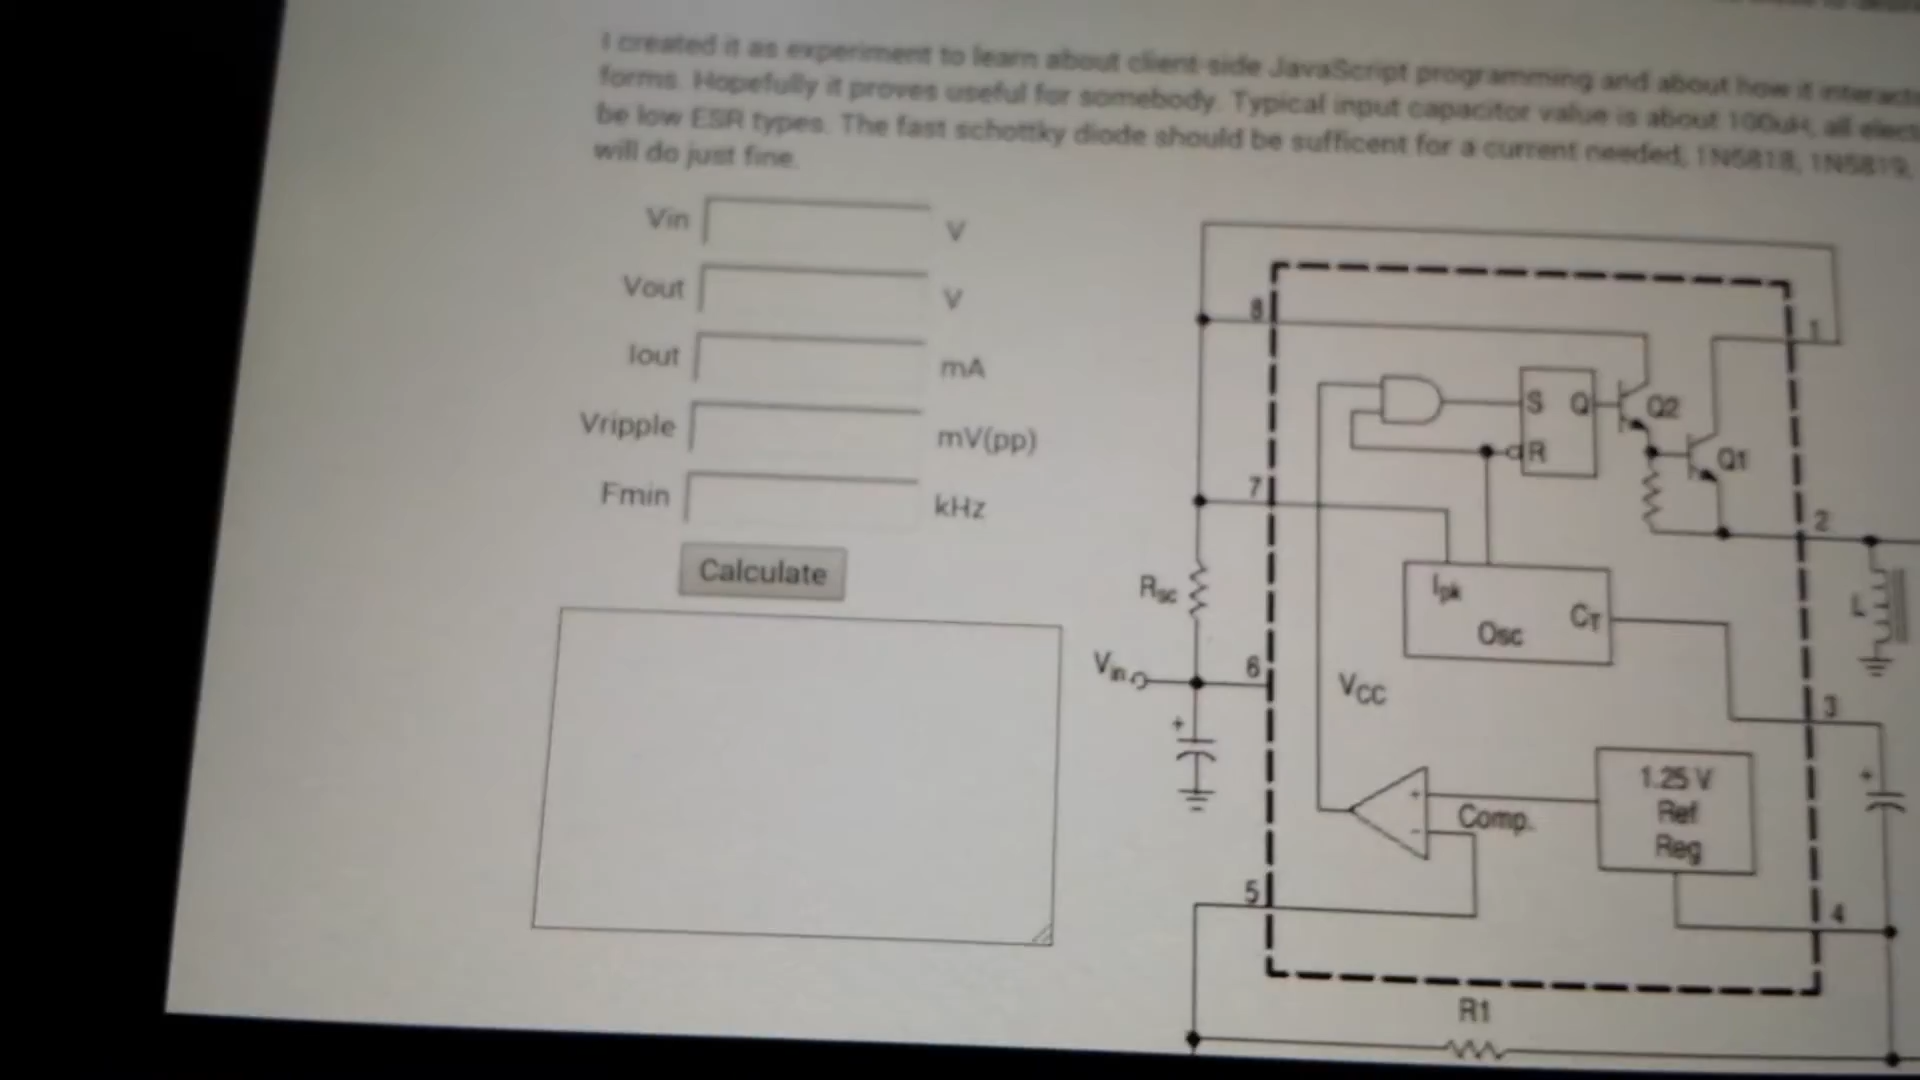 I created it as experiment to learn about client-side JavaScript programming and about how it
forms. Hopefully it proves useful for somebody. Typical input capacitor value is about 100uH, all
be low ESR types. The fast schottky diode should be sufficent for a current needed, 1N5818, 1N5819,
will do just fine.
Vin V
Vout V
Iout mA
Vripple mV(pp)
Fmin kHz
Calculate
8
1
S Q
Q2
R
Q1
7
2
Rsc
Ipk
CT
Osc
L
Vin
6
VCC
3
+
1.25 V
Ref
Reg
+
+
-
Comp.
5
4
R1